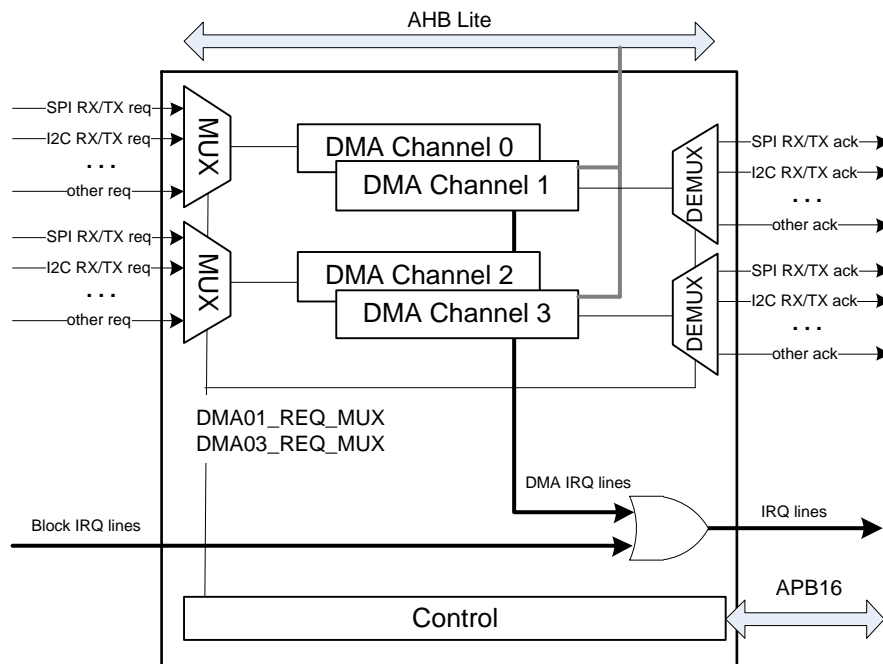 AHB Lite
SPI RX/TX req
I2C RX/TX req
. . .
other req
MUX
DMA Channel 0
DMA Channel 1
DEMUX
SPI RX/TX ack
I2C RX/TX ack
. . .
other ack
SPI RX/TX req
I2C RX/TX req
. . .
other req
MUX
DMA Channel 2
DMA Channel 3
DEMUX
SPI RX/TX ack
I2C RX/TX ack
. . .
other ack
DMA01_REQ_MUX
DMA03_REQ_MUX
DMA IRQ lines
Block IRQ lines
IRQ lines
APB16
Control